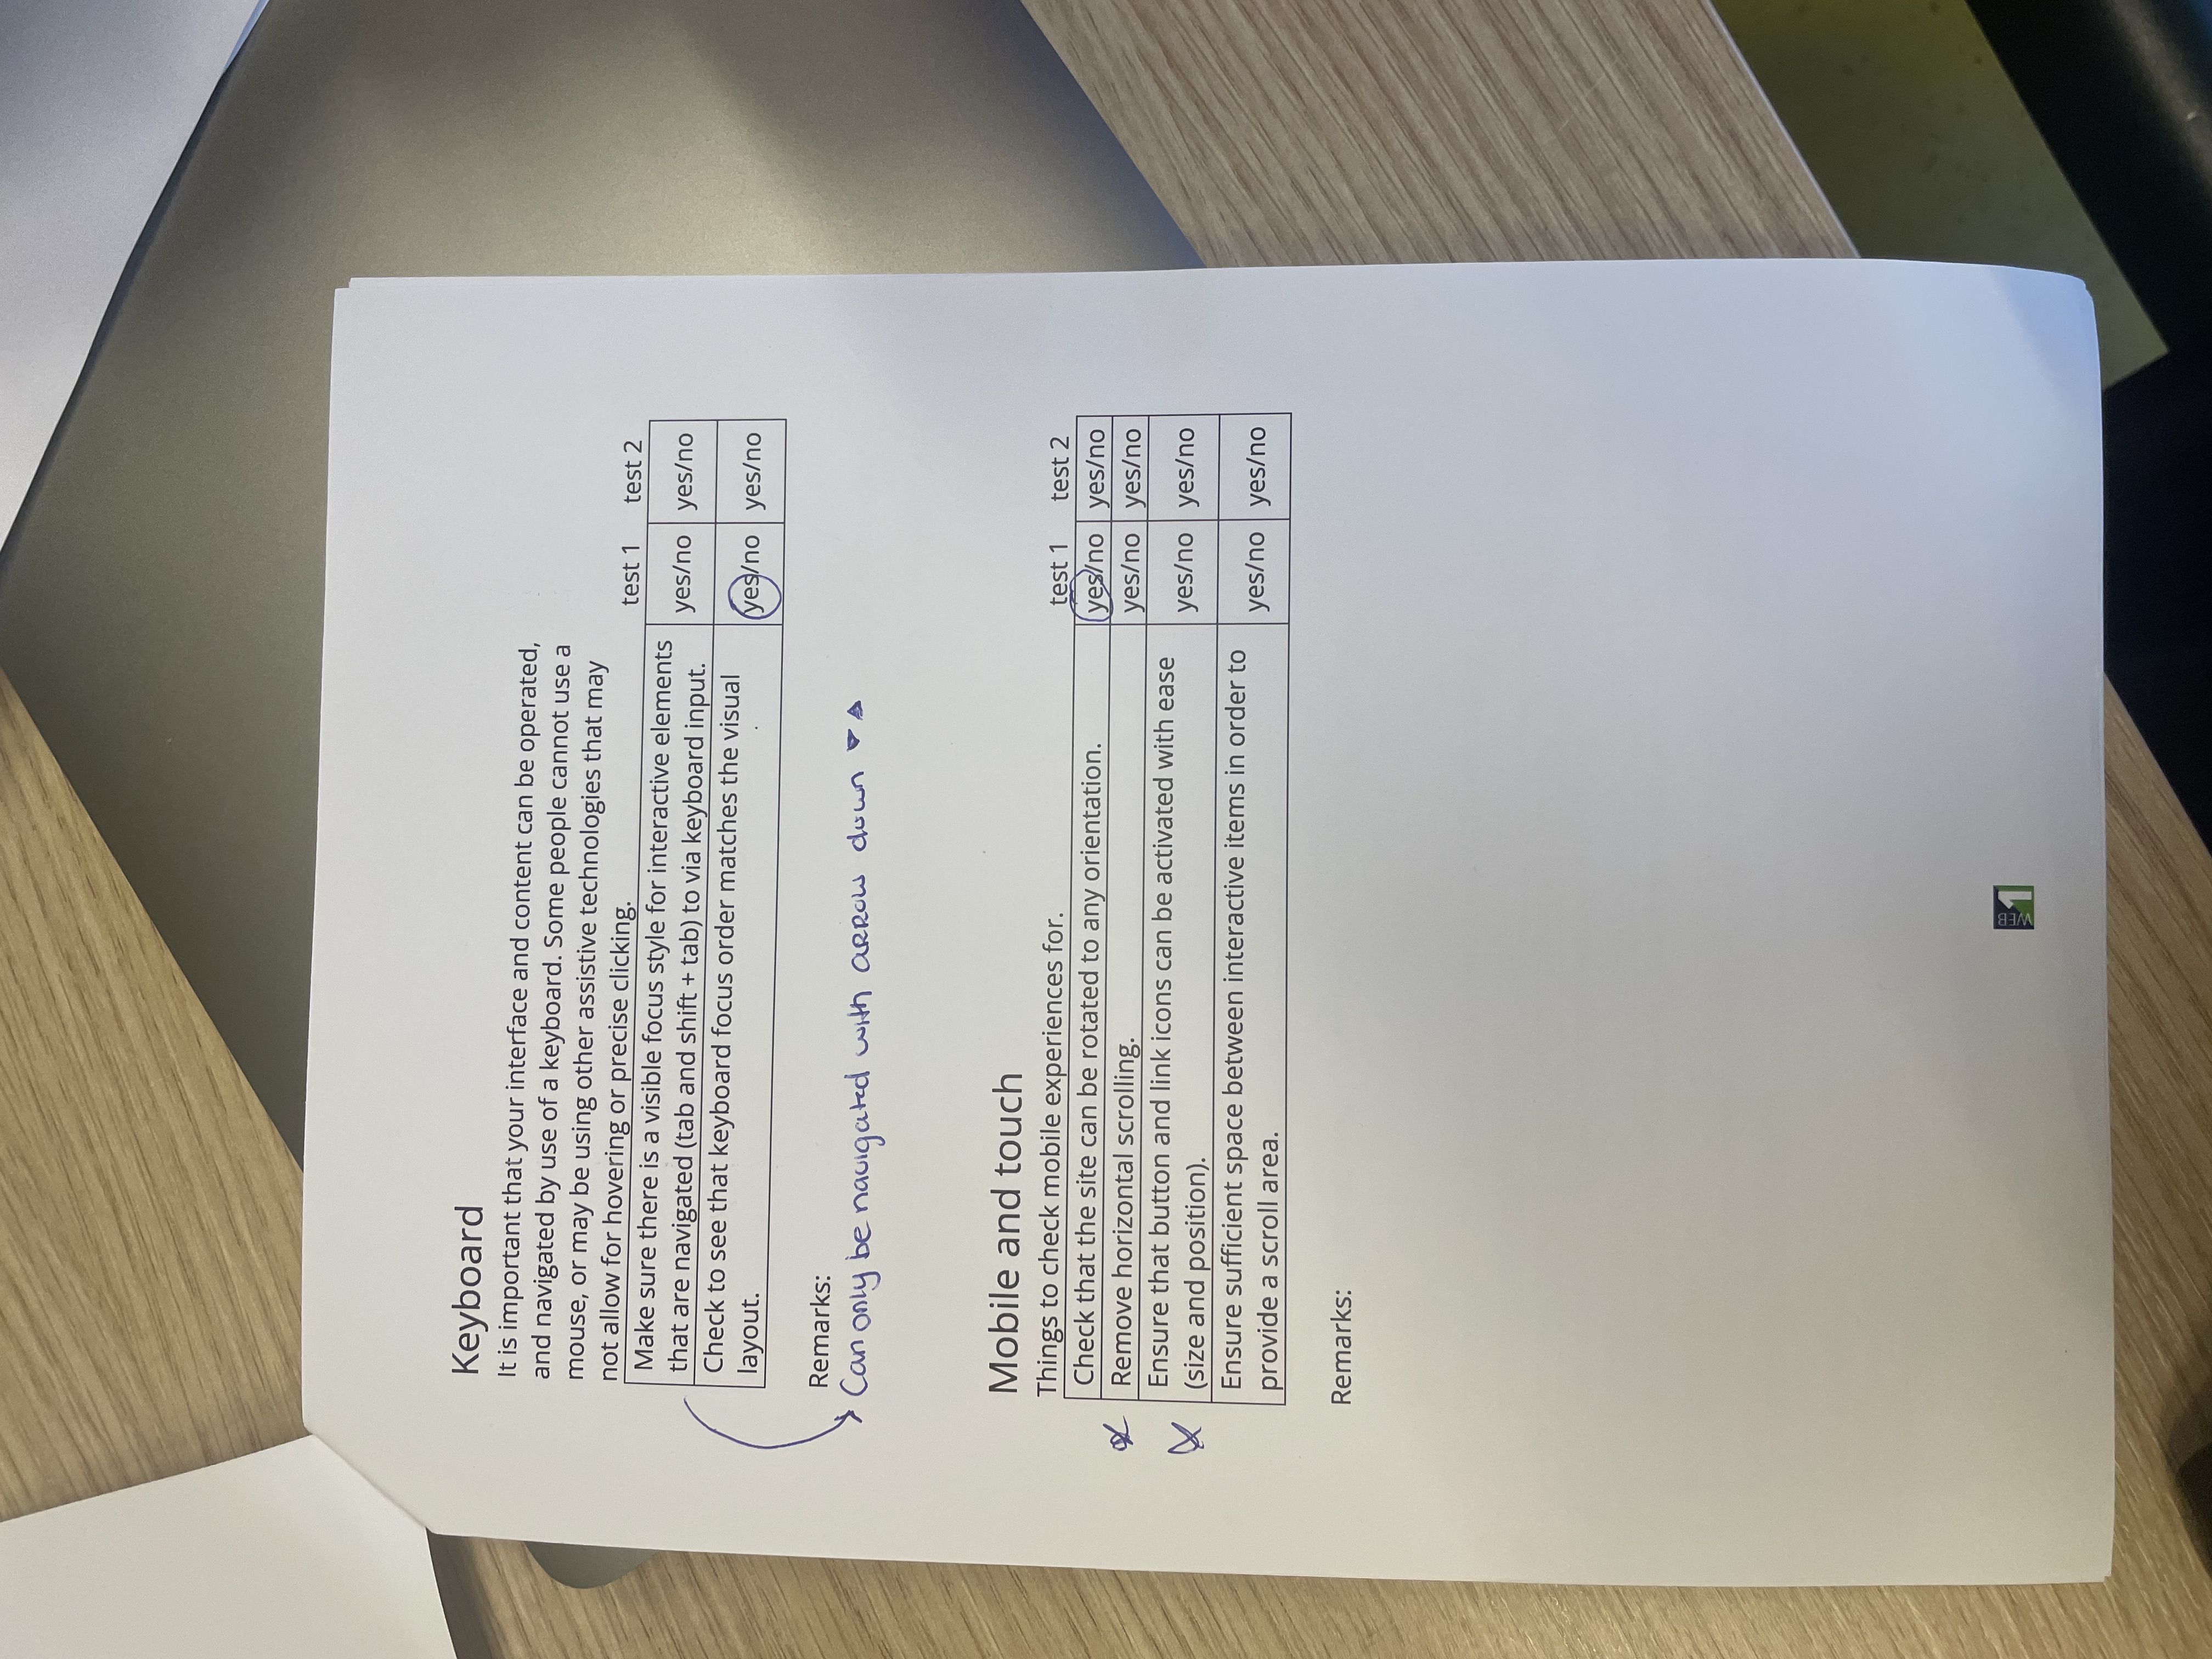 Keyboard
It is important that your interface and content can be operated,
and navigated by use of a keyboard. Some people cannot use a
mouse, or may be using other assistive technologies that may
not allow for hovering or precise clicking.
test 1 test 2
Make sure there is a visible focus style for interactive elements
that are navigated (tab and shift + tab) to via keyboard input.
yes/no yes/no
Check to see that keyboard focus order matches the visual
layout.
yes/no yes/no
Remarks:
Can only be navigated with arrow down ▼ ▲
Mobile and touch
Things to check mobile experiences for.
test 1 test 2
Check that the site can be rotated to any orientation. yes/no yes/no
Remove horizontal scrolling. yes/no yes/no
Ensure that button and link icons can be activated with ease
(size and position).
yes/no yes/no
Ensure sufficient space between interactive items in order to
provide a scroll area.
yes/no yes/no
Remarks:
WEB 1